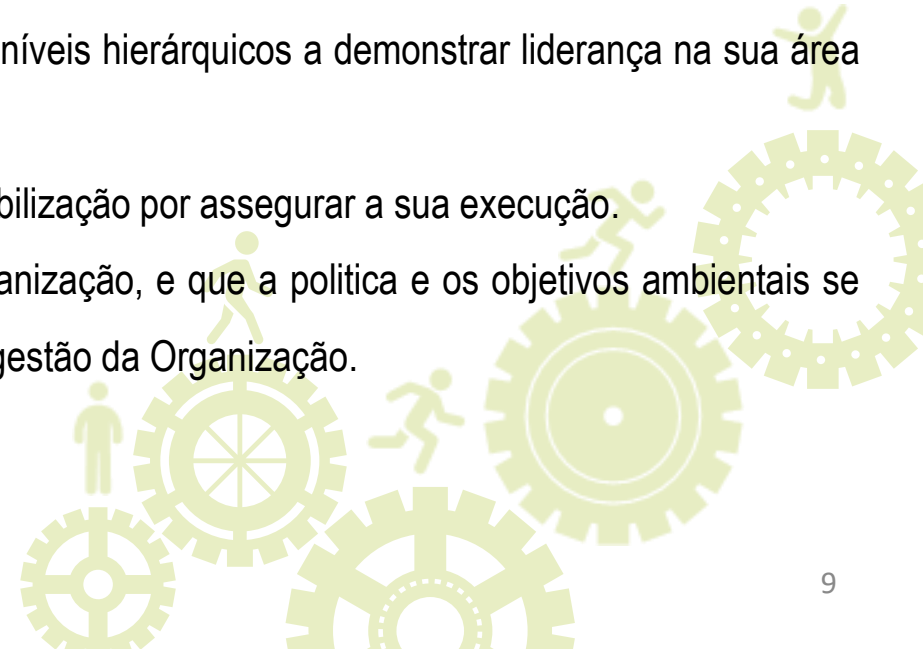 níveis hierárquicos a demonstrar liderança na sua área
bilização por assegurar a sua execução.
anização, e que a politica e os objetivos ambientais se
gestão da Organização.
9